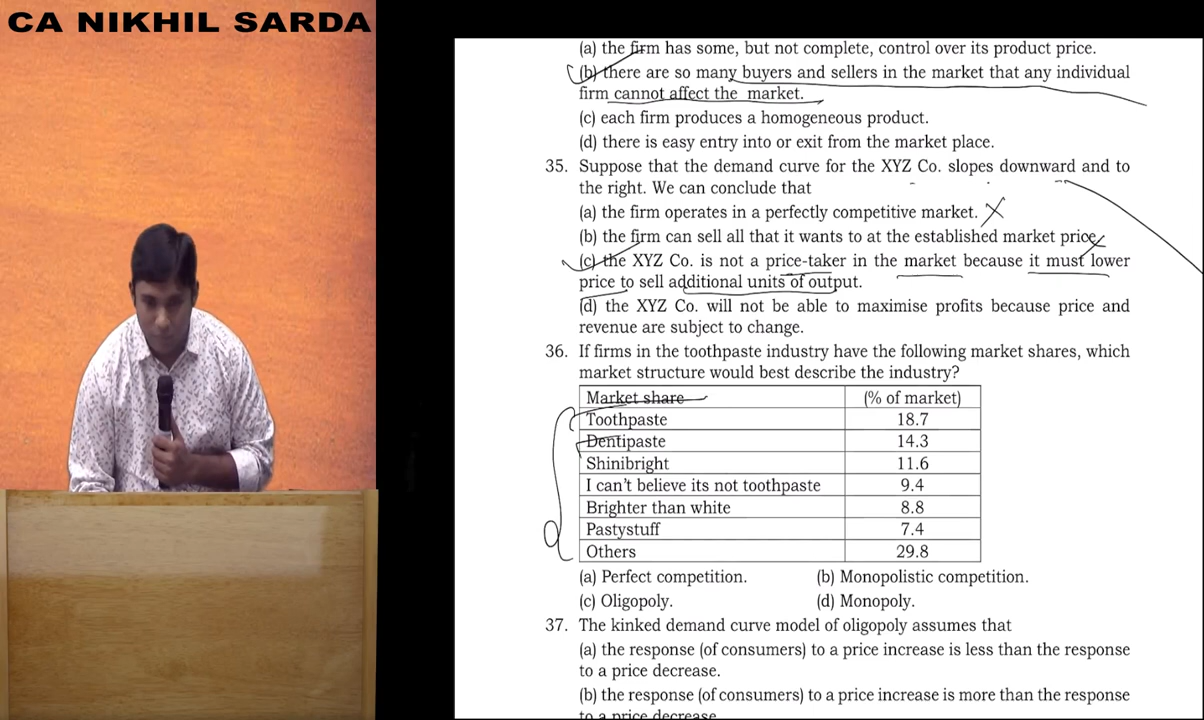 CA NIKHIL SARDA
(a) the firm has some, but not complete, control over its product price.
(b) there are so many buyers and sellers in the market that any individual
firm cannot affect the market.
(c) each firm produces a homogeneous product.
(d) there is easy entry into or exit from the market place.
35. Suppose that the demand curve for the XYZ Co. slopes downward and to
the right. We can conclude that
(a) the firm operates in a perfectly competitive market.
(b) the firm can sell all that it wants to at the established market price
(c) the XYZ Co. is not a price-taker in the market because it must lower
price to sell additional units of output.
(d) the XYZ Co. will not be able to maximise profits because price and
revenue are subject to change.
36. If firms in the toothpaste industry have the following market shares, which
market structure would best describe the industry?
Market share (% of market)
Toothpaste 18.7
Dentipaste 14.3
Shinibright 11.6
I can't believe its not toothpaste 9.4
Brighter than white 8.8
Pastystuff 7.4
Others 29.8
(a) Perfect competition. (b) Monopolistic competition.
(c) Oligopoly. (d) Monopoly.
37. The kinked demand curve model of oligopoly assumes that
(a) the response (of consumers) to a price increase is less than the response
to a price decrease.
(b) the response (of consumers) to a price increase is more than the response
to a price decrease